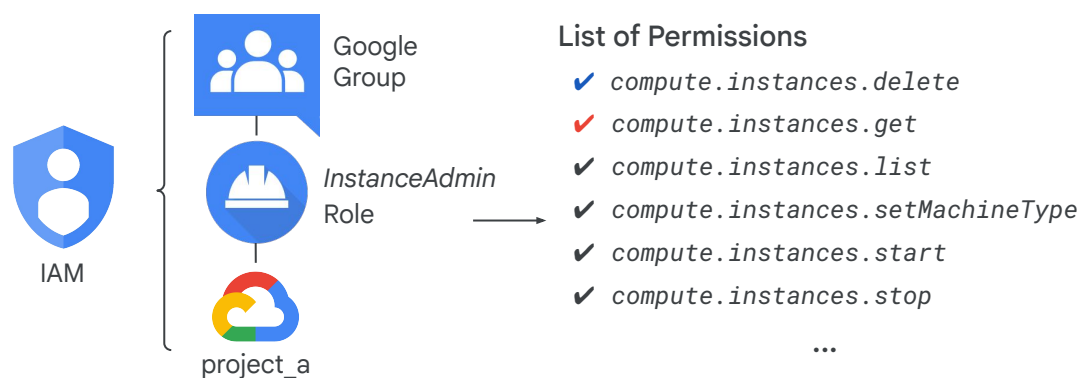 IAM
Google
Group
InstanceAdmin
Role
project_a
List of Permissions
✔ compute.instances.delete
✔ compute.instances.get
✔ compute.instances.list
✔ compute.instances.setMachineType
✔ compute.instances.start
✔ compute.instances.stop
...